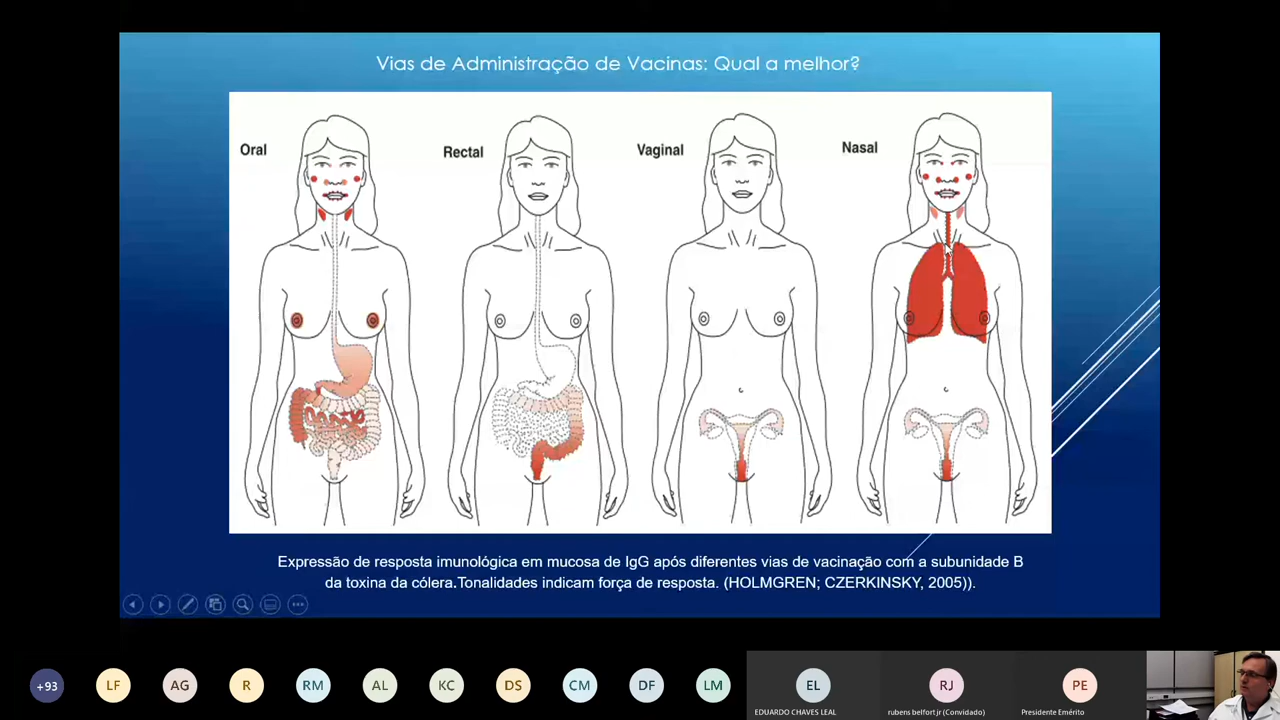 Vias de Administração de Vacinas: Qual a melhor?
Oral
Rectal
Vaginal
Nasal
Expressão de resposta imunológica em mucosa de IgG após diferentes vias de vacinação com a subunidade B
da toxina da cólera.Tonalidades indicam força de resposta. (HOLMGREN; CZERKINSKY, 2005)).
+93
LF
AG
R
RM
AL
KC
DS
CM
DF
LM
EL
RJ
PE
EDUARDO CHAVES LEAL
rubens belfort jr (Convidado)
Presidente Emérito